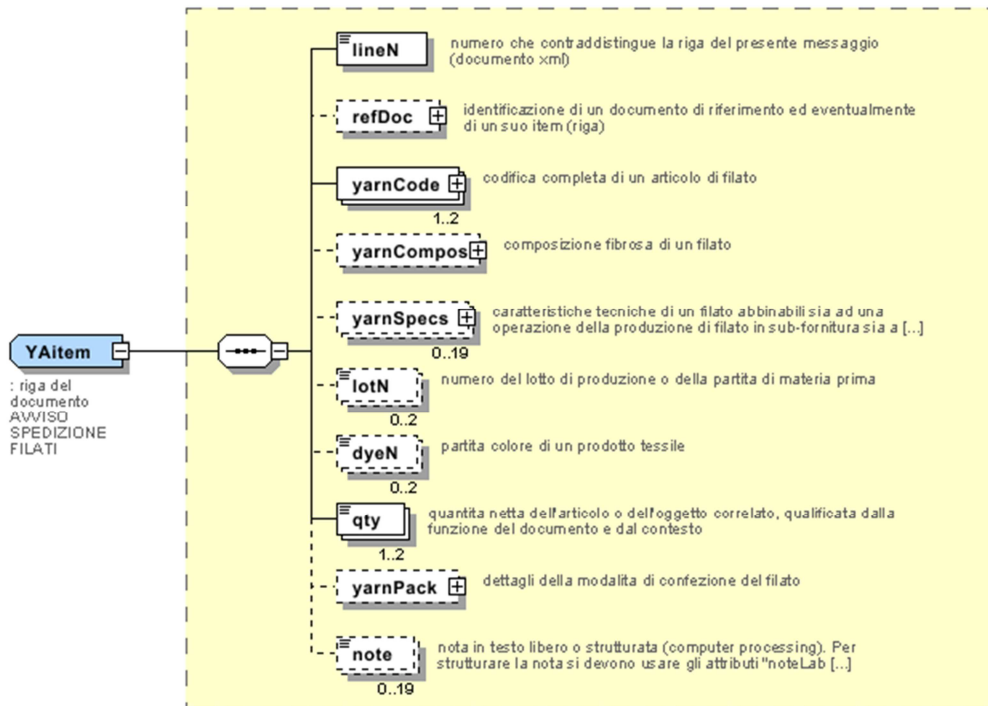 lineN
numero che contraddistingue la riga del presente messaggio
(documento xml)
refDoc
identificazione di un documento di riferimento ed eventualmente
di un suo item (riga)
yarnCode
codifica completa di un articolo di filato
1..2
yarnCompos
composizione fibrosa di un filato
yarnSpecs
caratteristiche tecniche di un filato abbinabili sia ad una
operazione della produzione di filato in sub-fornitura sia a [...]
0..19
YAitem
: riga del
documento
AVVISO
SPEDIZIONE
FILATI
lotN
numero del lotto di produzione o della partita di materia prima
0..2
dyeN
partita colore di un prodotto tessile
0..2
qty
quantita netta dell'articolo o dell'oggetto correlato, qualificata dalla
funzione del documento e dal contesto
1..2
yarnPack
dettagli della modalita di confezione del filato
note
nota in testo libero o strutturata (computer processing). Per
strutturare la nota si devono usare gli attributi "noteLab [...]
0..19